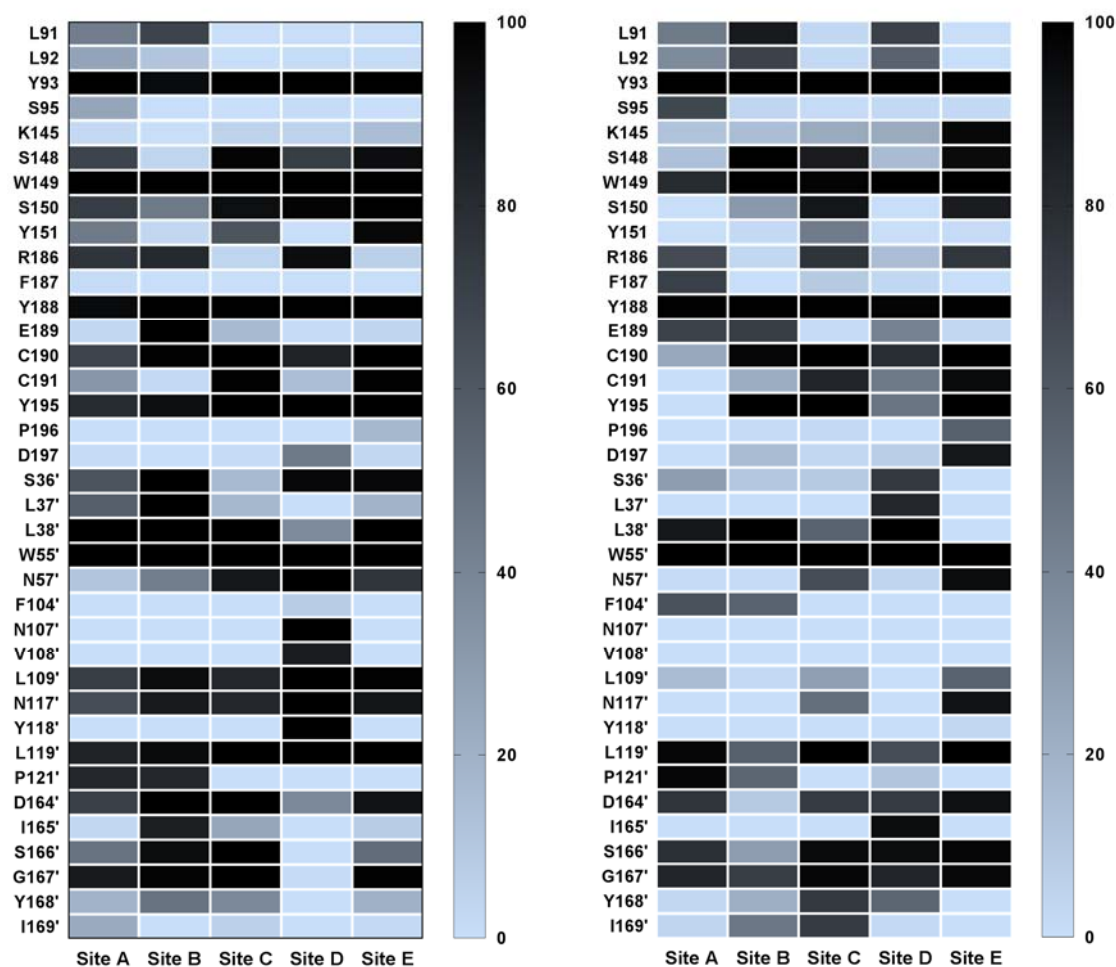 L91
L92
Y93
S95
K145
S148
W149
S150
Y151
R186
F187
Y188
E189
C190
C191
Y195
P196
D197
S36'
L37'
L38'
W55'
N57'
F104'
N107'
V108'
L109'
N117'
Y118'
L119'
P121'
D164'
I165'
S166'
G167'
Y168'
I169'
Site A Site B Site C Site D Site E
100
80
60
40
20
0
L91
L92
Y93
S95
K145
S148
W149
S150
Y151
R186
F187
Y188
E189
C190
C191
Y195
P196
D197
S36'
L37'
L38'
W55'
N57'
F104'
N107'
V108'
L109'
N117'
Y118'
L119'
P121'
D164'
I165'
S166'
G167'
Y168'
I169'
Site A Site B Site C Site D Site E
100
80
60
40
20
0